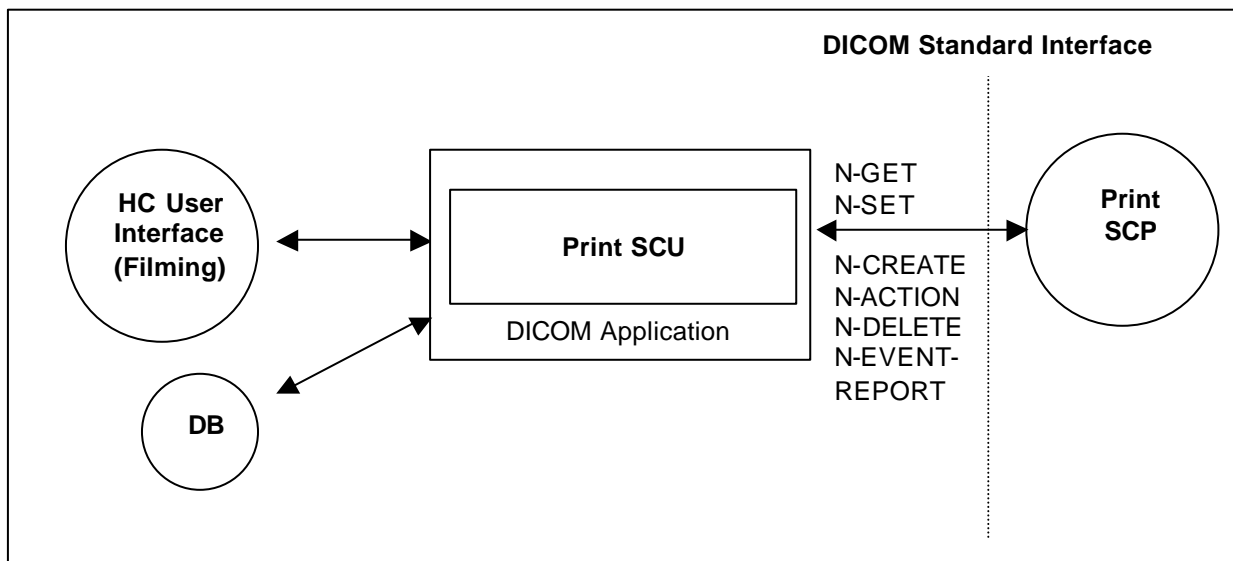 DICOM Standard Interface
HC User
Interface
(Filming)
DB
Print SCU
DICOM Application
N-GET
N-SET
N-CREATE
N-ACTION
N-DELETE
N-EVENT-
REPORT
Print
SCP